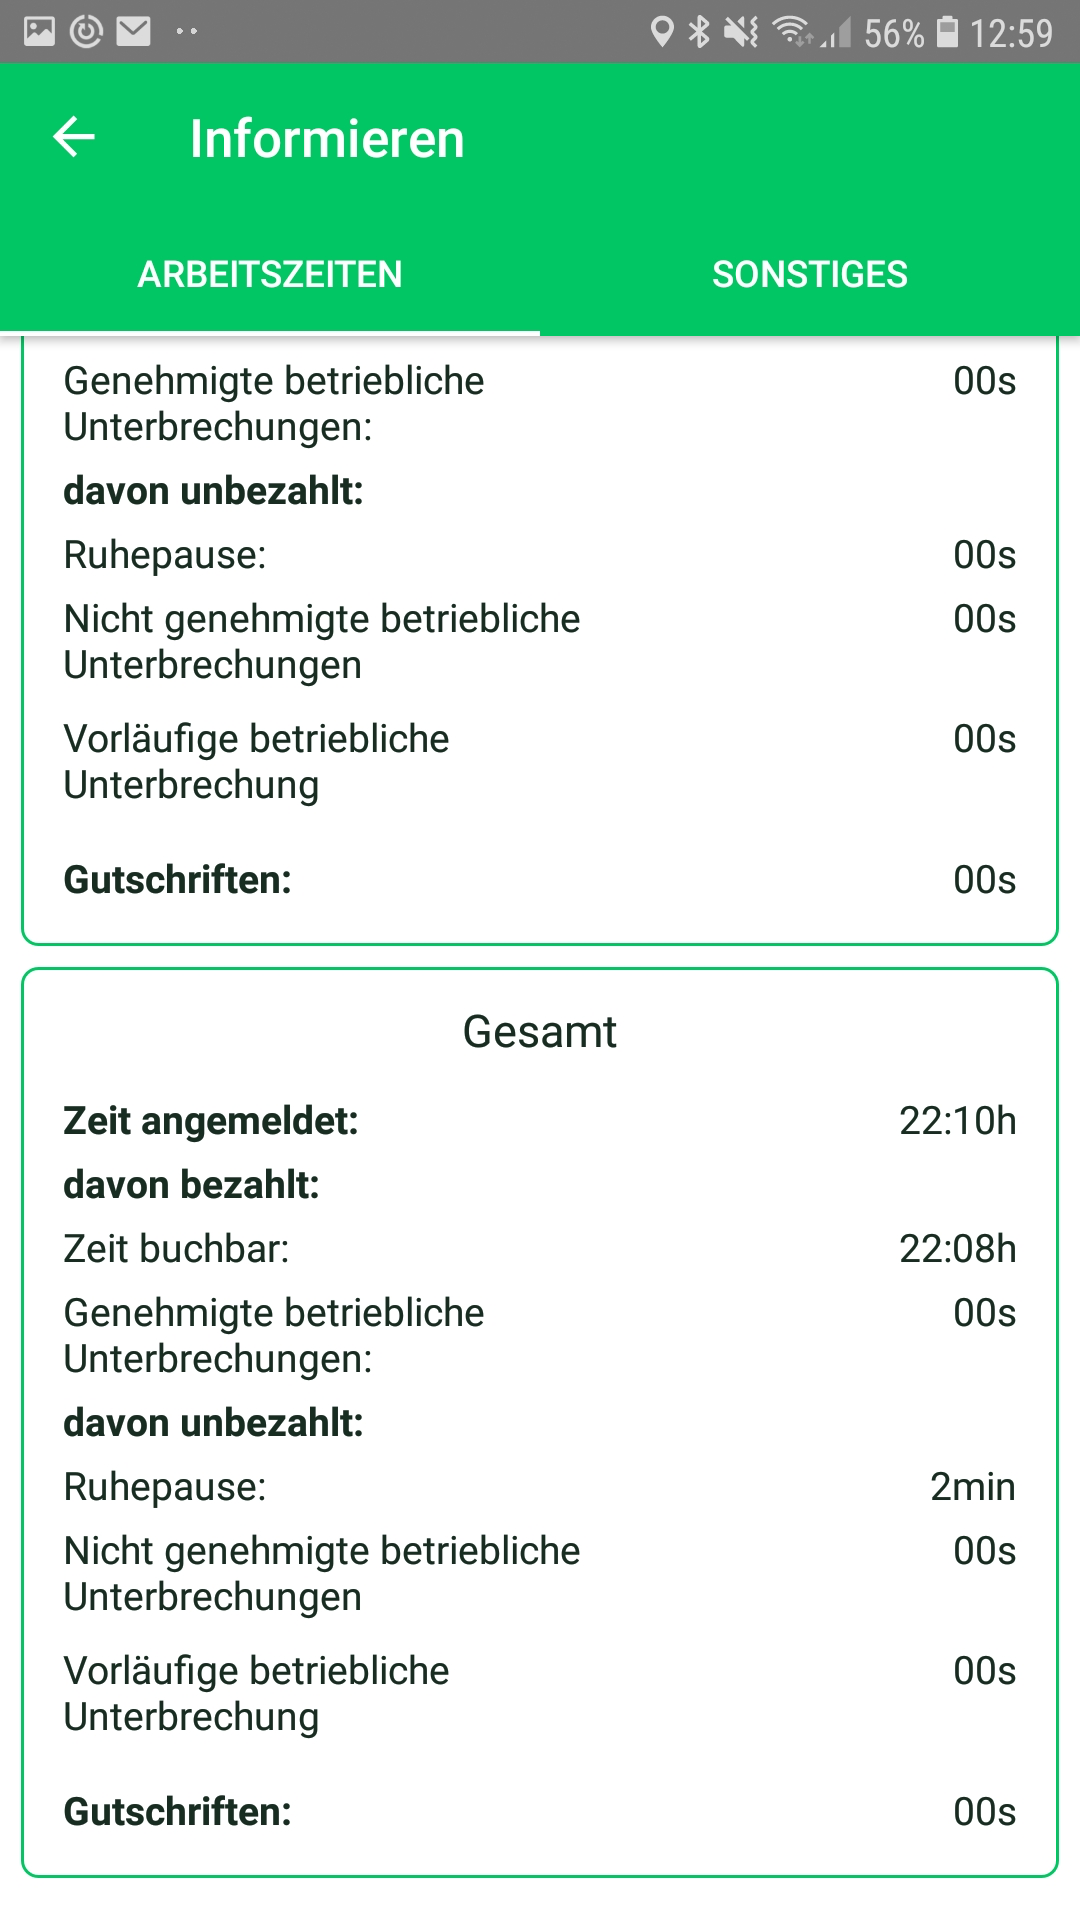 56% 12:59
Informieren
ARBEITSZEITEN SONSTIGES
Genehmigte betriebliche 00s
Unterbrechungen:
davon unbezahlt:
Ruhepause: 00s
Nicht genehmigte betriebliche 00s
Unterbrechungen
Vorläufige betriebliche 00s
Unterbrechung
Gutschriften: 00s
Gesamt
Zeit angemeldet: 22:10h
davon bezahlt:
Zeit buchbar: 22:08h
Genehmigte betriebliche 00s
Unterbrechungen:
davon unbezahlt:
Ruhepause: 2min
Nicht genehmigte betriebliche 00s
Unterbrechungen
Vorläufige betriebliche 00s
Unterbrechung
Gutschriften: 00s